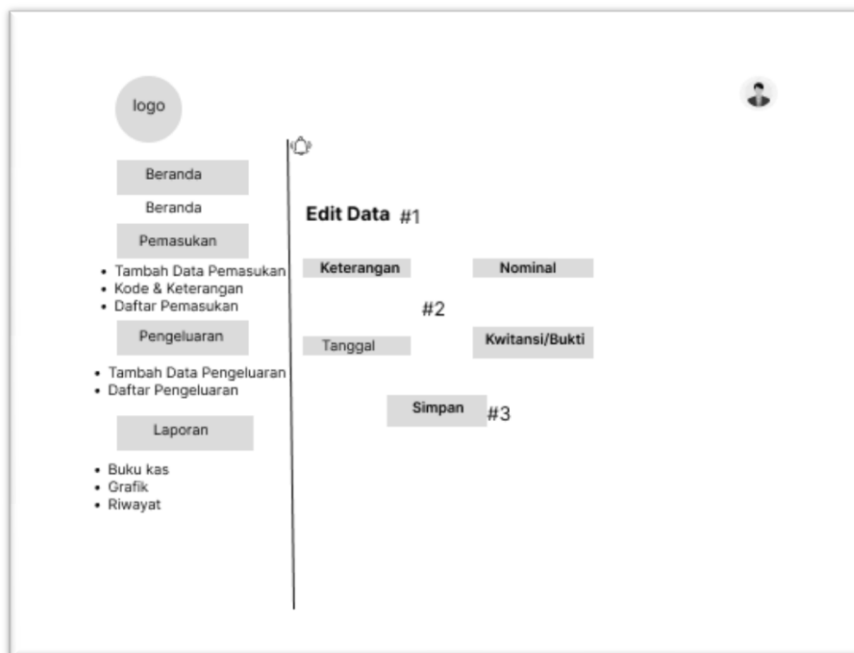 logo
Beranda
Beranda
Pemasukan
• Tambah Data Pemasukan
• Kode & Keterangan
• Daftar Pemasukan
Pengeluaran
• Tambah Data Pengeluaran
• Daftar Pengeluaran
Laporan
• Buku kas
• Grafik
• Riwayat
Edit Data #1
Keterangan
Nominal
#2
Tanggal
Kwitansi/Bukti
Simpan #3